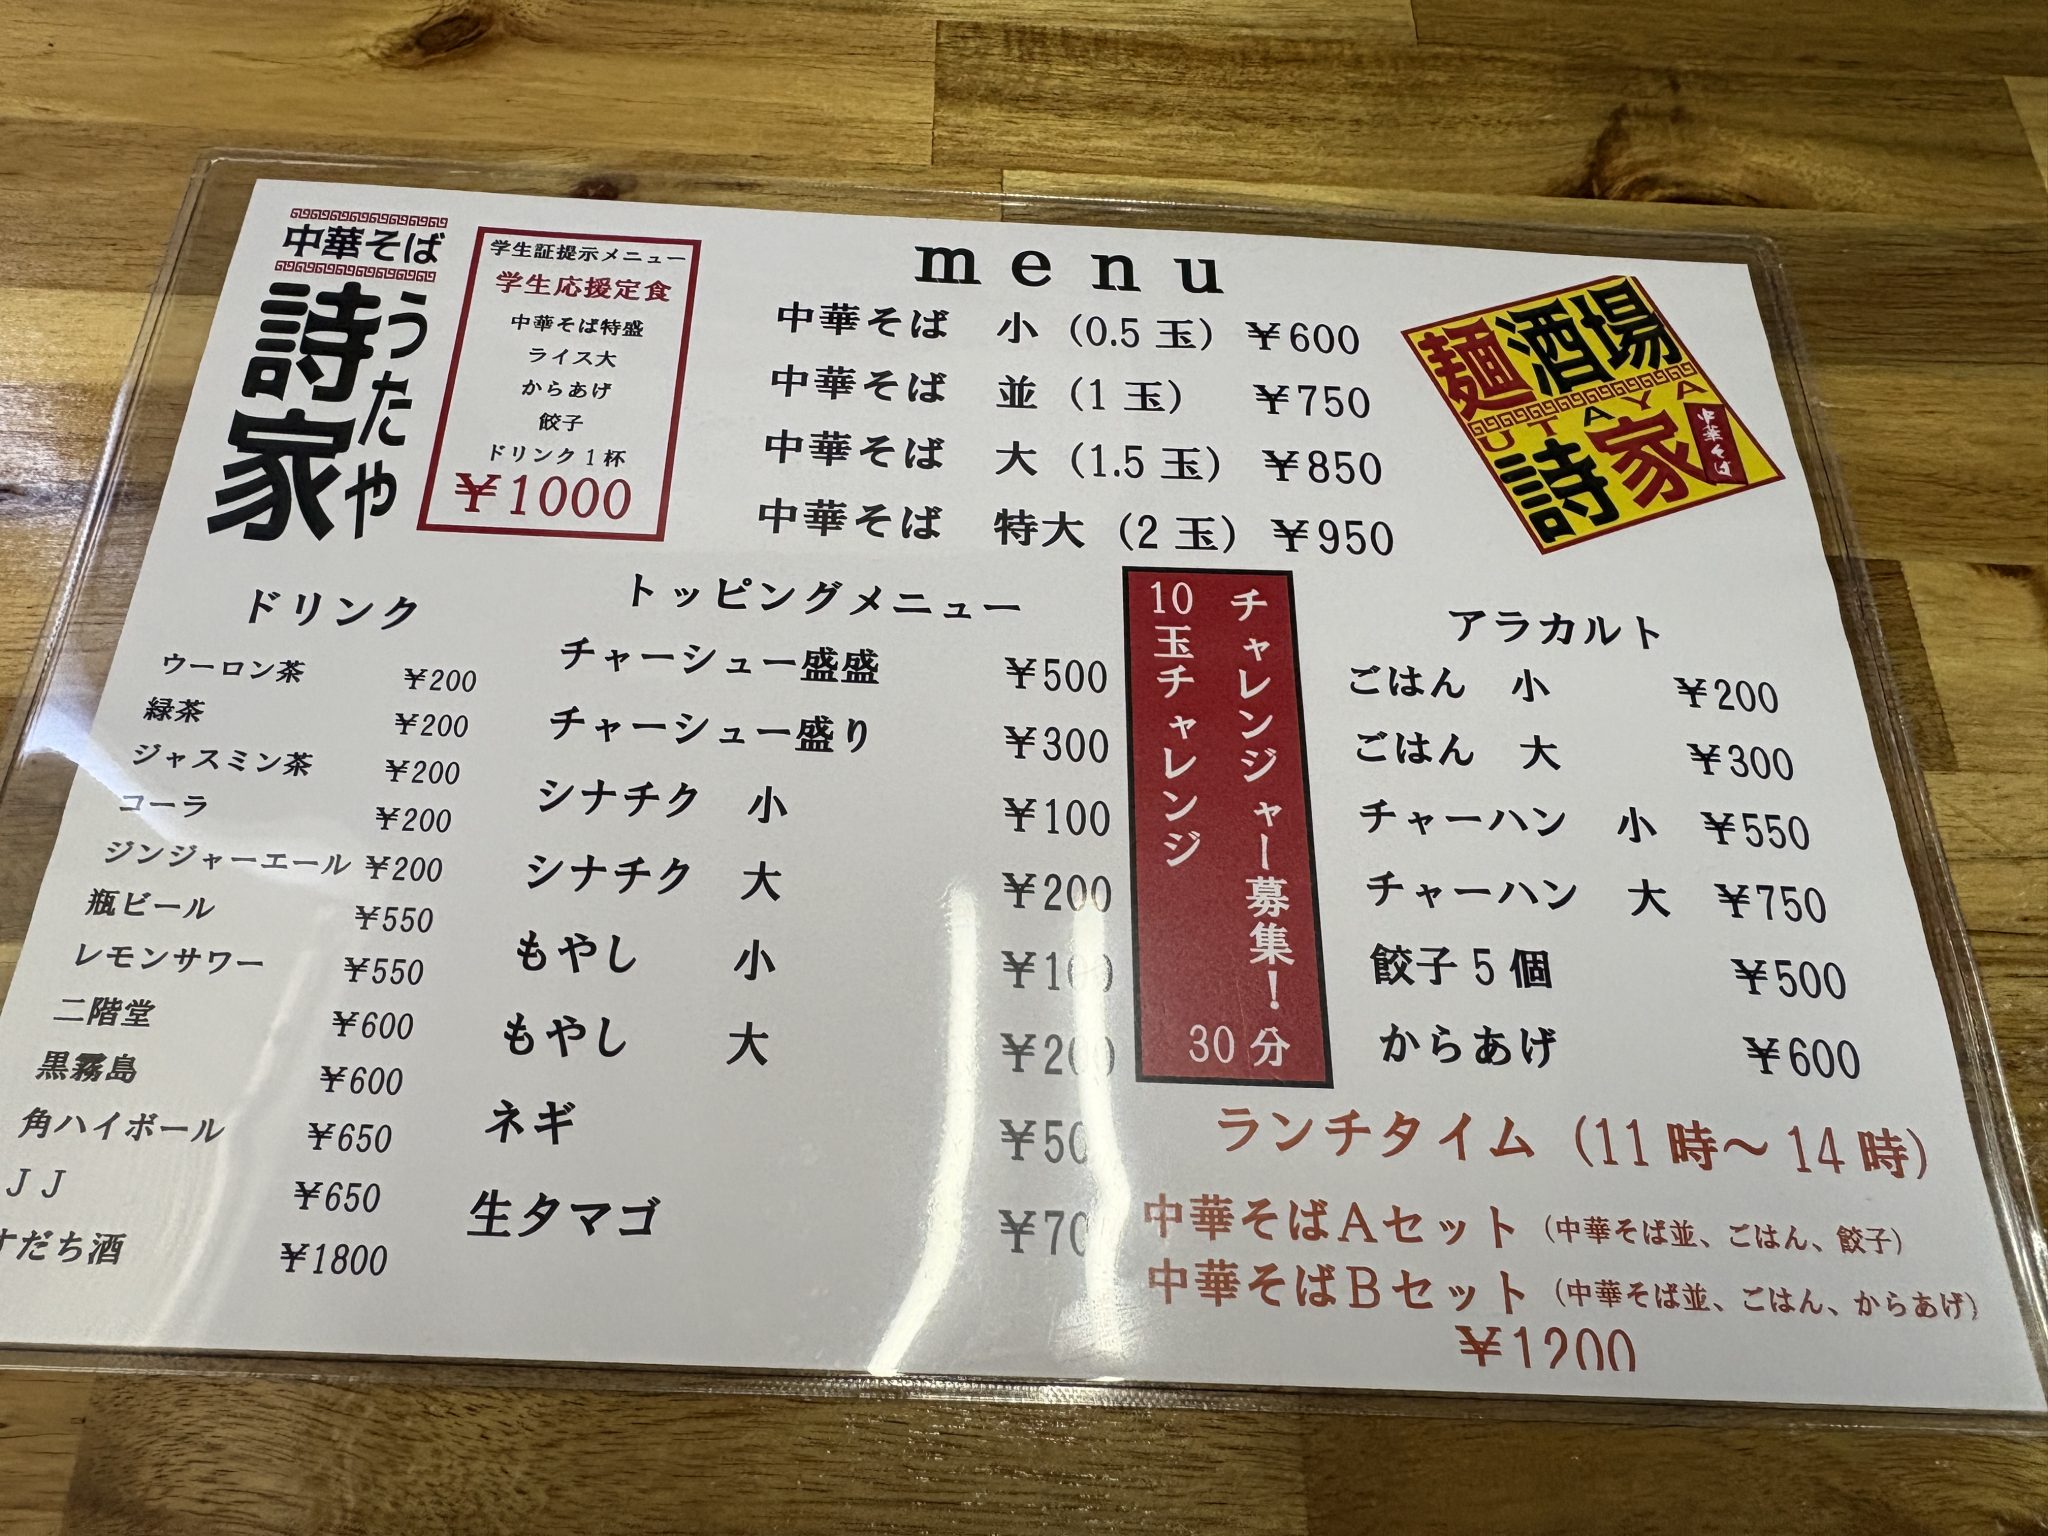 中華そば
詩家
うたや
学生証提示メニュー
学生応援定食
中華そば特盛
ライス大
からあげ
餃子
ドリンク1杯
¥1000
menu
中華そば 小 (0.5玉) ¥600
中華そば 並 (1玉) ¥750
中華そば 大 (1.5玉) ¥850
中華そば 特大 (2玉) ¥950
麺酒場
UTAYA
詩家
中華そば
ドリンク
ウーロン茶 ¥200
緑茶 ¥200
ジャスミン茶 ¥200
コーラ ¥200
ジンジャーエール ¥200
瓶ビール ¥550
レモンサワー ¥550
二階堂 ¥600
黒霧島 ¥600
角ハイボール ¥650
JJ ¥650
すだち酒 ¥1800
トッピングメニュー
チャーシュー盛盛 ¥500
チャーシュー盛り ¥300
シナチク 小 ¥100
シナチク 大 ¥200
もやし 小 ¥100
もやし 大 ¥200
ネギ ¥50
生タマゴ ¥70
チャレンジャー募集!
10玉チャレンジ 30分
アラカルト
ごはん 小 ¥200
ごはん 大 ¥300
チャーハン 小 ¥550
チャーハン 大 ¥750
餃子5個 ¥500
からあげ ¥600
ランチタイム (11時〜14時)
中華そばAセット (中華そば並、ごはん、餃子)
中華そばBセット (中華そば並、ごはん、からあげ)
¥1200